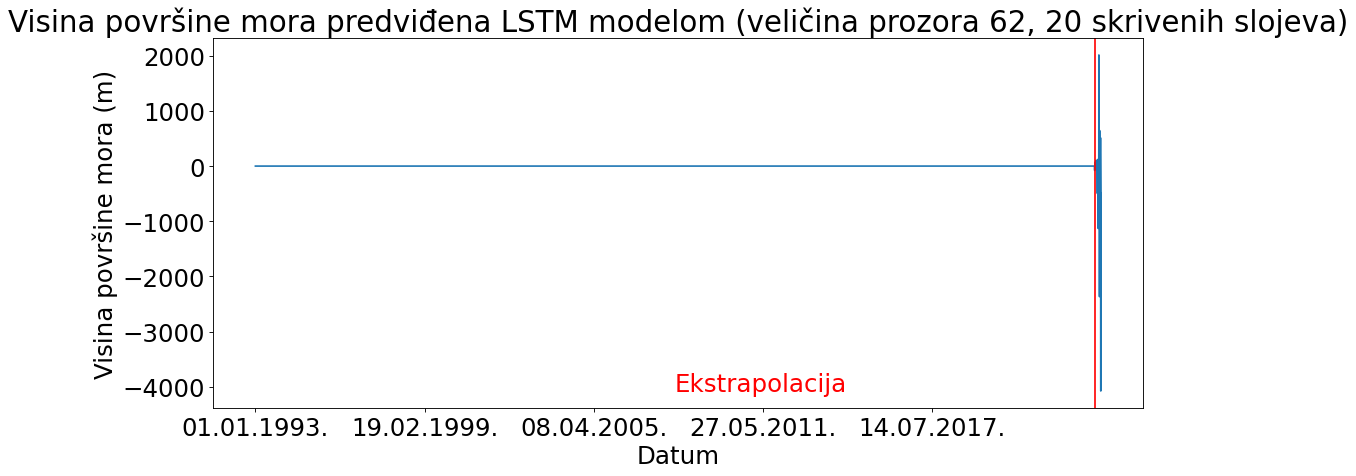 Visina površine mora predviđena LSTM modelom (veličina prozora 62, 20 skrivenih slojeva)
Visina površine mora (m)
2000
1000
0
−1000
−2000
−3000
−4000
Ekstrapolacija
01.01.1993. 19.02.1999. 08.04.2005. 27.05.2011. 14.07.2017.
Datum